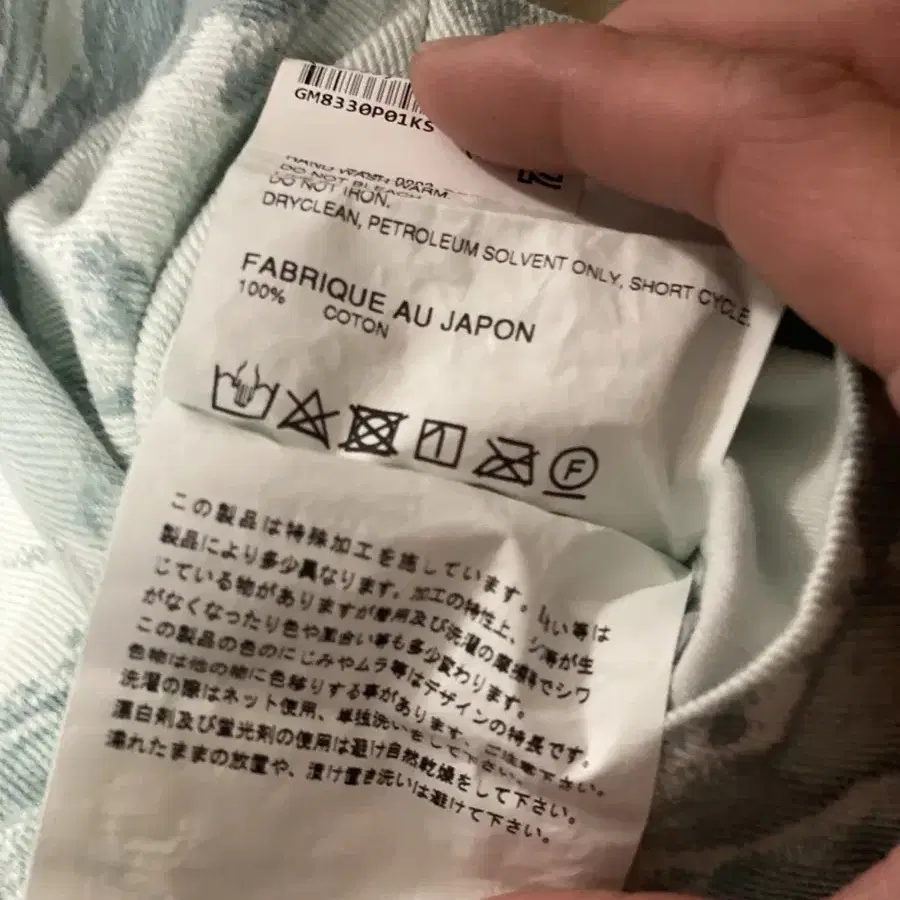 GM8330P01KS
HAND WASH WARM.
DO NOT BLEACH
DO NOT IRON.
DRYCLEAN, PETROLEUM SOLVENT ONLY, SHORT CYCLE.
FABRIQUE AU JAPON
100% COTON
F
この製品は特殊加工を施しています。
製品により多少異なります。加工の特性上、シ
じている物がありますが着用及び洗濯の摩擦等でシワ
がなくなったり色や風合い等も多少変わります。
この製品の色のにじみやムラ等はデザインの特長です。
色物は他の物に色移りする事があります、ご注意下さい。
洗濯の際はネット使用、単独洗いをして下さい。
漂白剤及び蛍光剤の使用は避け自然乾燥をして下さい。
濡れたままの放置や、漬け置き洗いは避けて下さい。